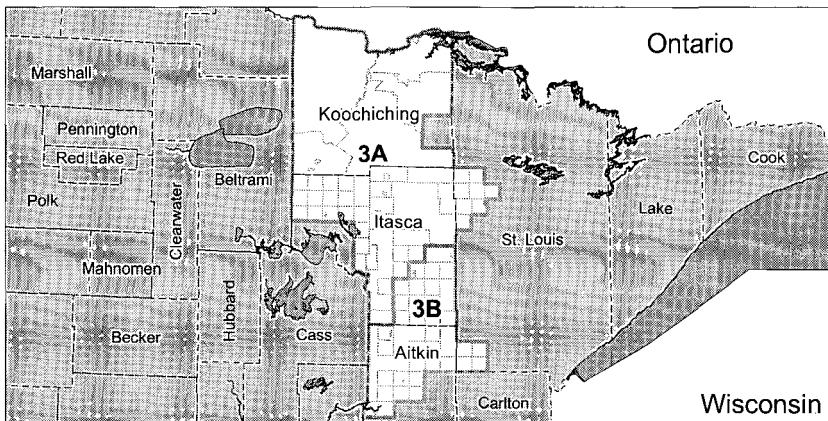 Ontario
Marshall
Koochiching
Pennington
Red Lake
3A
Cook
Beltrami
Polk
Clearwater
Lake
Itasca
St. Louis
Mahnomen
3B
Hubbard
Becker
Cass
Aitkin
Carlton
Wisconsin